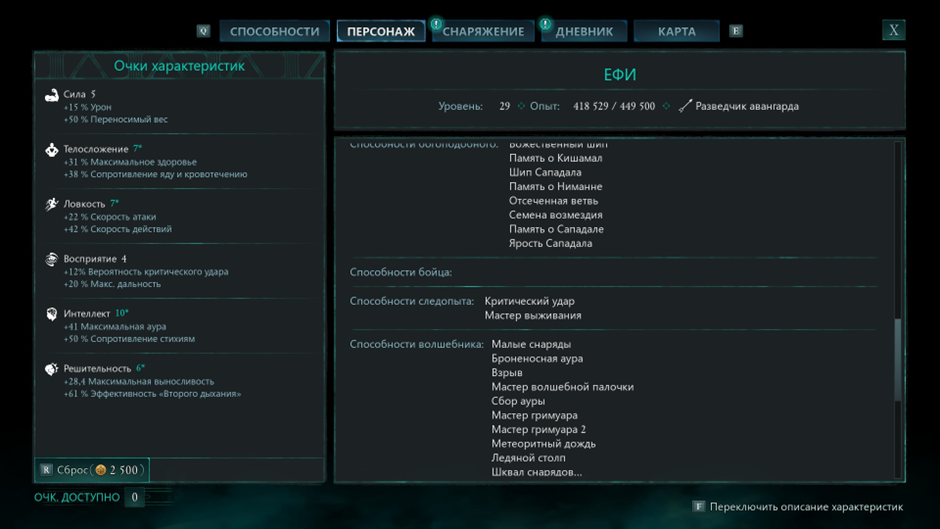 Q СПОСОБНОСТИ ПЕРСОНАЖ СНАРЯЖЕНИЕ ДНЕВНИК КАРТА E X
Очки характеристик
Сила 5
+15 % Урон
+50 % Переносимый вес
Телосложение 7*
+31 % Максимальное здоровье
+38 % Сопротивление яду и кровотечению
Ловкость 7*
+22 % Скорость атаки
+42 % Скорость действий
Восприятие 4
+12% Вероятность критического удара
+20 % Макс. дальность
Интеллект 10*
+41 Максимальная аура
+50 % Сопротивление стихиям
Решительность 6*
+28,4 Максимальная выносливость
+61 % Эффективность «Второго дыхания»
R Сброс ( 2 500 )
ОЧК. ДОСТУПНО 0
ЕФИ
Уровень: 29 Опыт: 418 529 / 449 500 Разведчик авангарда
Способности богоподобного: Божественный шип
Память о Кишамал
Шип Сападала
Память о Ниманне
Отсеченная ветвь
Семена возмездия
Память о Сападале
Ярость Сападала
Способности бойца:
Способности следопыта: Критический удар
Мастер выживания
Способности волшебника: Малые снаряды
Броненосная аура
Взрыв
Мастер волшебной палочки
Сбор ауры
Мастер гримуара
Мастер гримуара 2
Метеоритный дождь
Ледяной столп
Шквал снарядов...
F Переключить описание характеристик